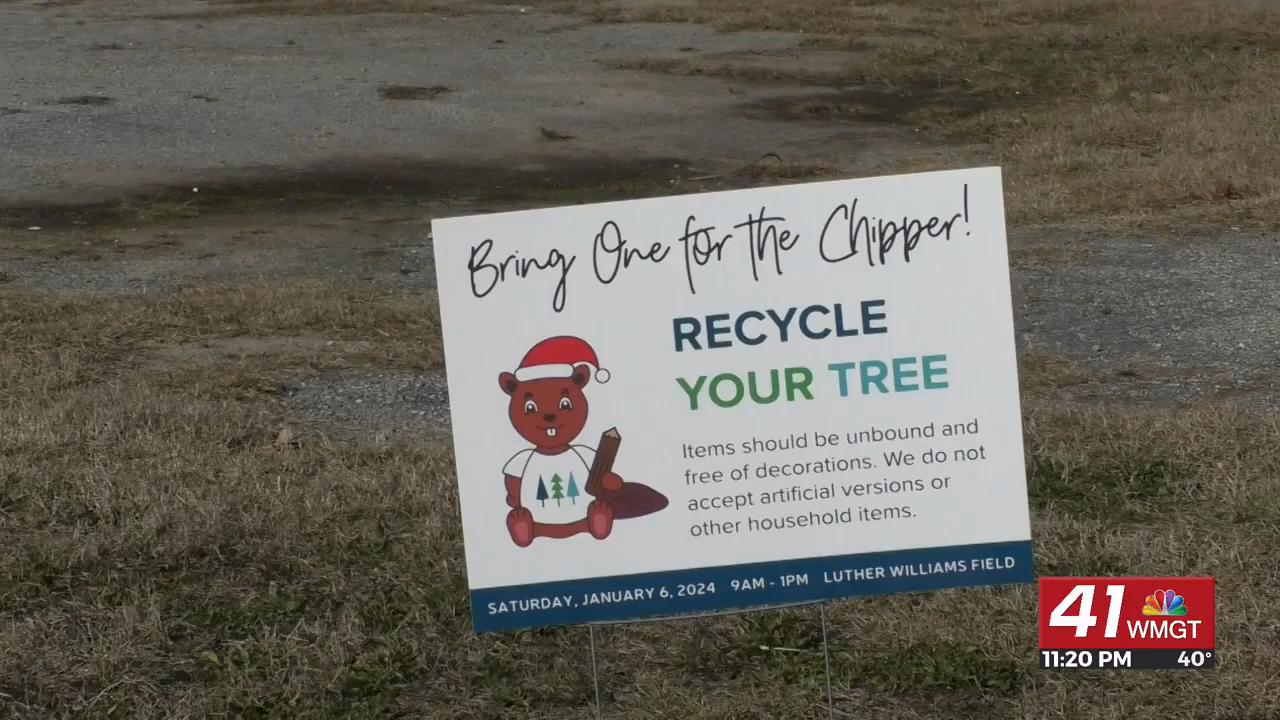 Bring One for the Chipper!
RECYCLE
YOUR TREE
Items should be unbound and
free of decorations. We do not
accept artificial versions or
other household items.
SATURDAY, JANUARY 6, 2024 9AM - 1PM LUTHER WILLIAMS FIELD
41 WMGT
11:20 PM 40°